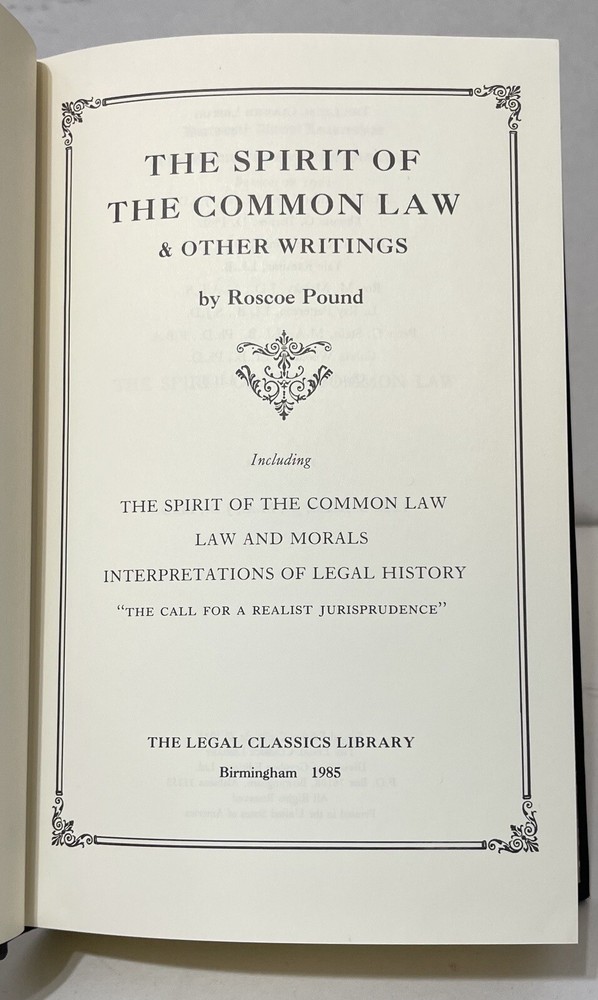 THE SPIRIT OF
THE COMMON LAW
& OTHER WRITINGS
by Roscoe Pound
Including
THE SPIRIT OF THE COMMON LAW
LAW AND MORALS
INTERPRETATIONS OF LEGAL HISTORY
“THE CALL FOR A REALIST JURISPRUDENCE”
THE LEGAL CLASSICS LIBRARY
Birmingham 1985